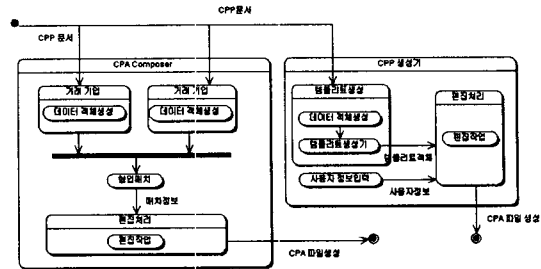 CPP문서
CPP 문서
CPP 문서
CPA Composer
CPP 생성기
거래 기업
거래 기업
템플리트생성
편집처리
데이터 객체생성
데이터 객체생성
데이터 객체생성
편집작업
템플리트생성기
템플리트객체
사용자 정보입력
사용자정보
매치정보
편집처리
편집작업
CPA 파일생성
CPA 파일 생성